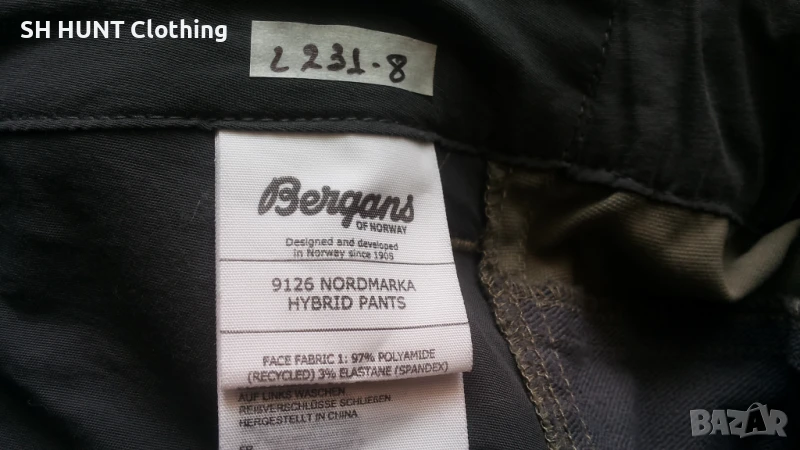 SH HUNT Clothing
L 231-8
Bergans
OF NORWAY
Designed and developed
in Norway since 1908
9126 NORDMARKA
HYBRID PANTS
FACE FABRIC 1: 97% POLYAMIDE
(RECYCLED) 3% ELASTANE (SPANDEX)
AUF LINKS WASCHEN
REIßVERSCHLÜSSE SCHLIEßEN
HERGESTELLT IN CHINA
BAZAR